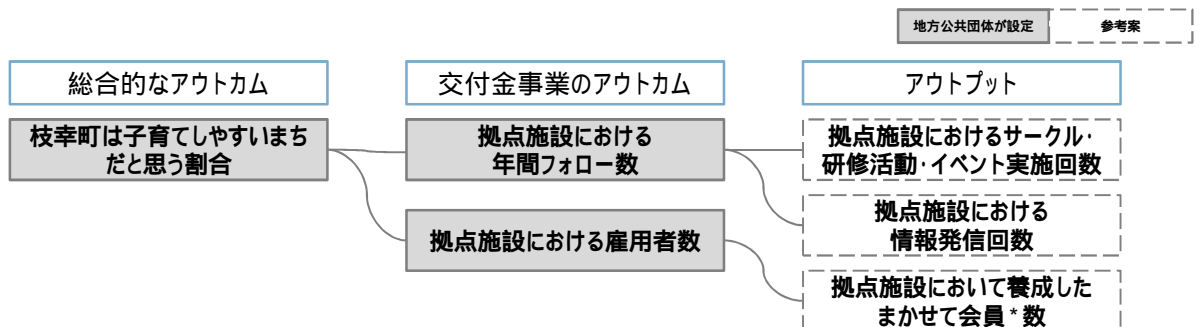 地方公共団体が設定
参考案
総合的なアウトカム
交付金事業のアウトカム
アウトプット
枝幸町は子育てしやすいまち
だと思う割合
拠点施設における
年間フォロー数
拠点施設におけるサークル・
研修活動・イベント実施回数
拠点施設における
情報発信回数
拠点施設における雇用者数
拠点施設において養成した
まかせて会員*数